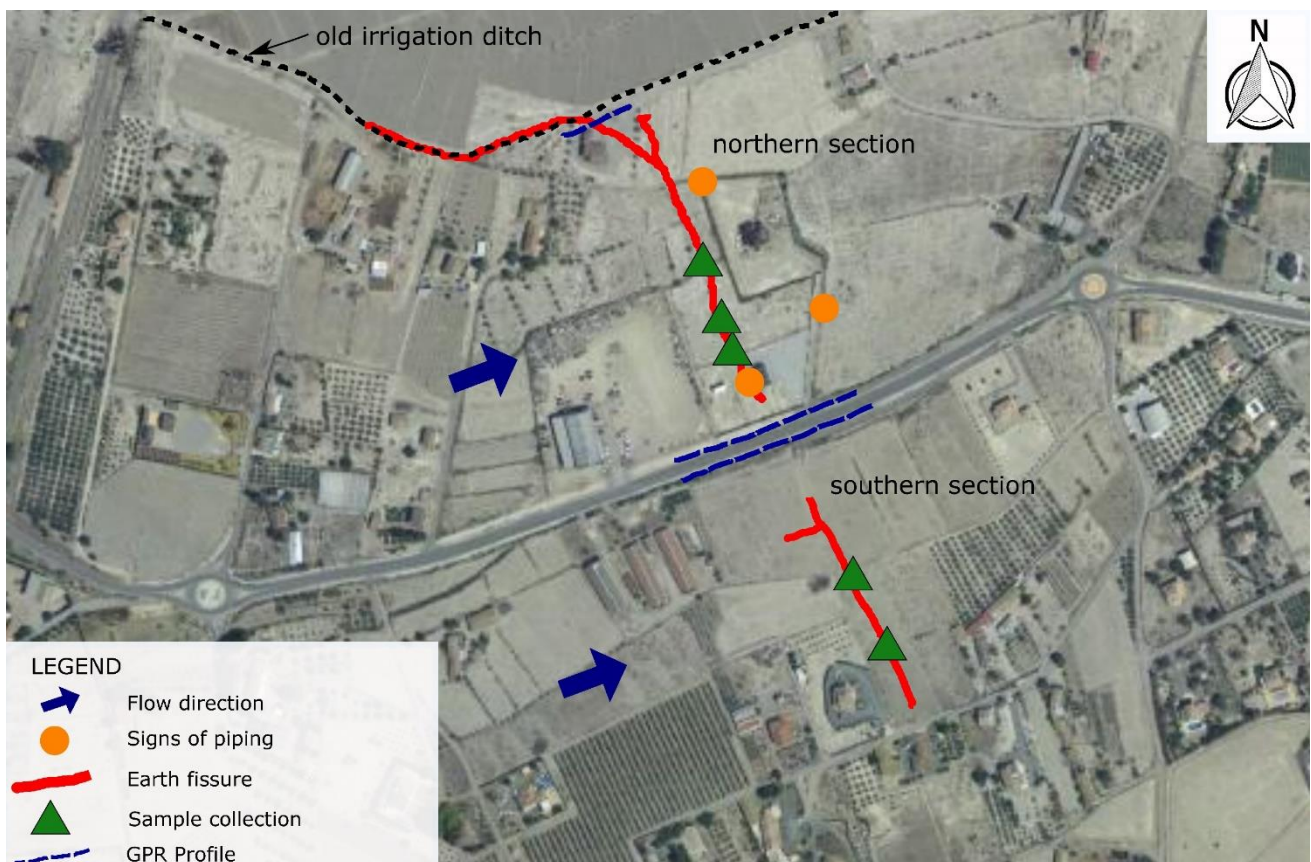 old irrigation ditch
N
northern section
southern section
LEGEND
Flow direction
Signs of piping
Earth fissure
Sample collection
GPR Profile